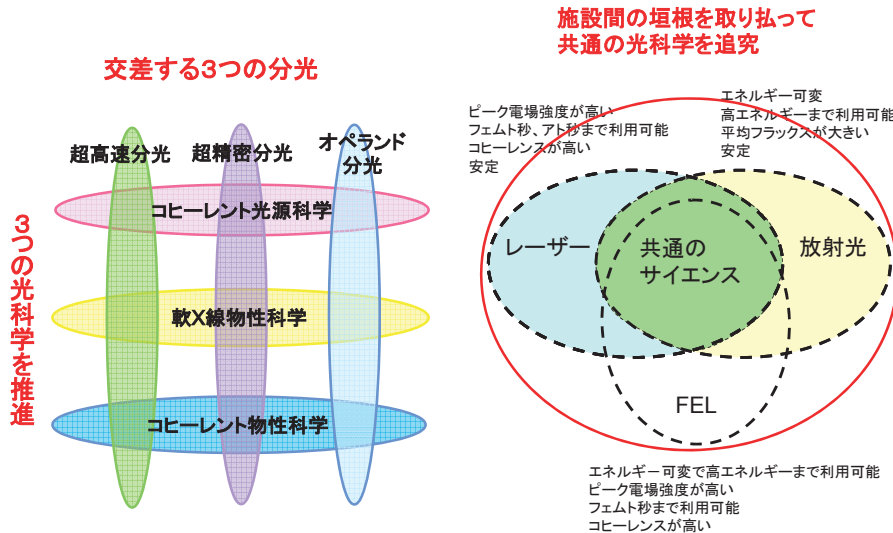 交差する3つの分光
超高速分光
超精密分光
オペランド
分光
コヒーレント光源科学
軟X線物性科学
コヒーレント物性科学
3つの光科学を推進
施設間の垣根を取り払って
共通の光科学を追究
ピーク電場強度が高い
フェムト秒、アト秒まで利用可能
コヒーレンスが高い
安定
エネルギー可変
高エネルギーまで利用可能
平均フラックスが大きい
安定
レーザー
共通の
サイエンス
放射光
FEL
エネルギー可変で高エネルギーまで利用可能
ピーク電場強度が高い
フェムト秒まで利用可能
コヒーレンスが高い